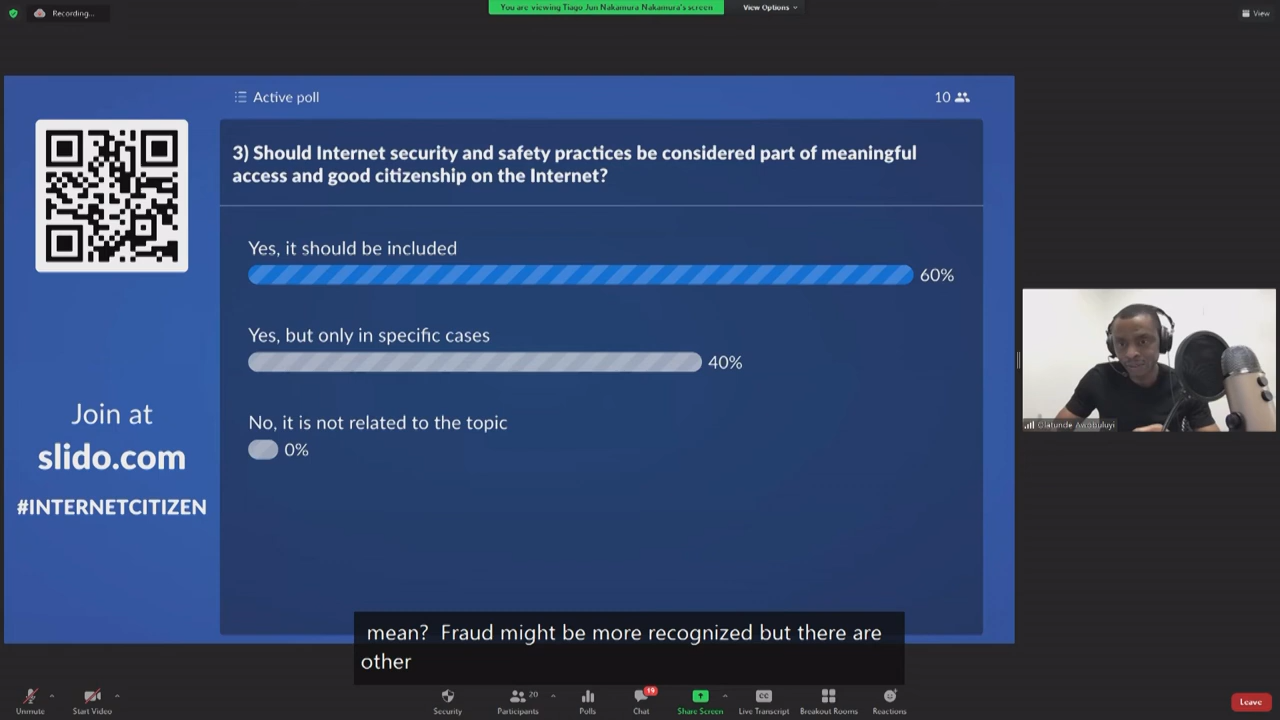 Recording...
You are viewing Tiago Jun Nakamura Nakamura's screen
View Options
View
Active poll
10
3) Should Internet security and safety practices be considered part of meaningful
access and good citizenship on the Internet?
Yes, it should be included
60%
Yes, but only in specific cases
40%
No, it is not related to the topic
0%
Join at
slido.com
#INTERNETCITIZEN
Olatunde Awobuluyi
mean?  Fraud might be more recognized but there are
other
Unmute
Start Video
Security
Participants
20
Polls
Chat
19
Share Screen
CC
Live Transcript
Breakout Rooms
Reactions
Leave